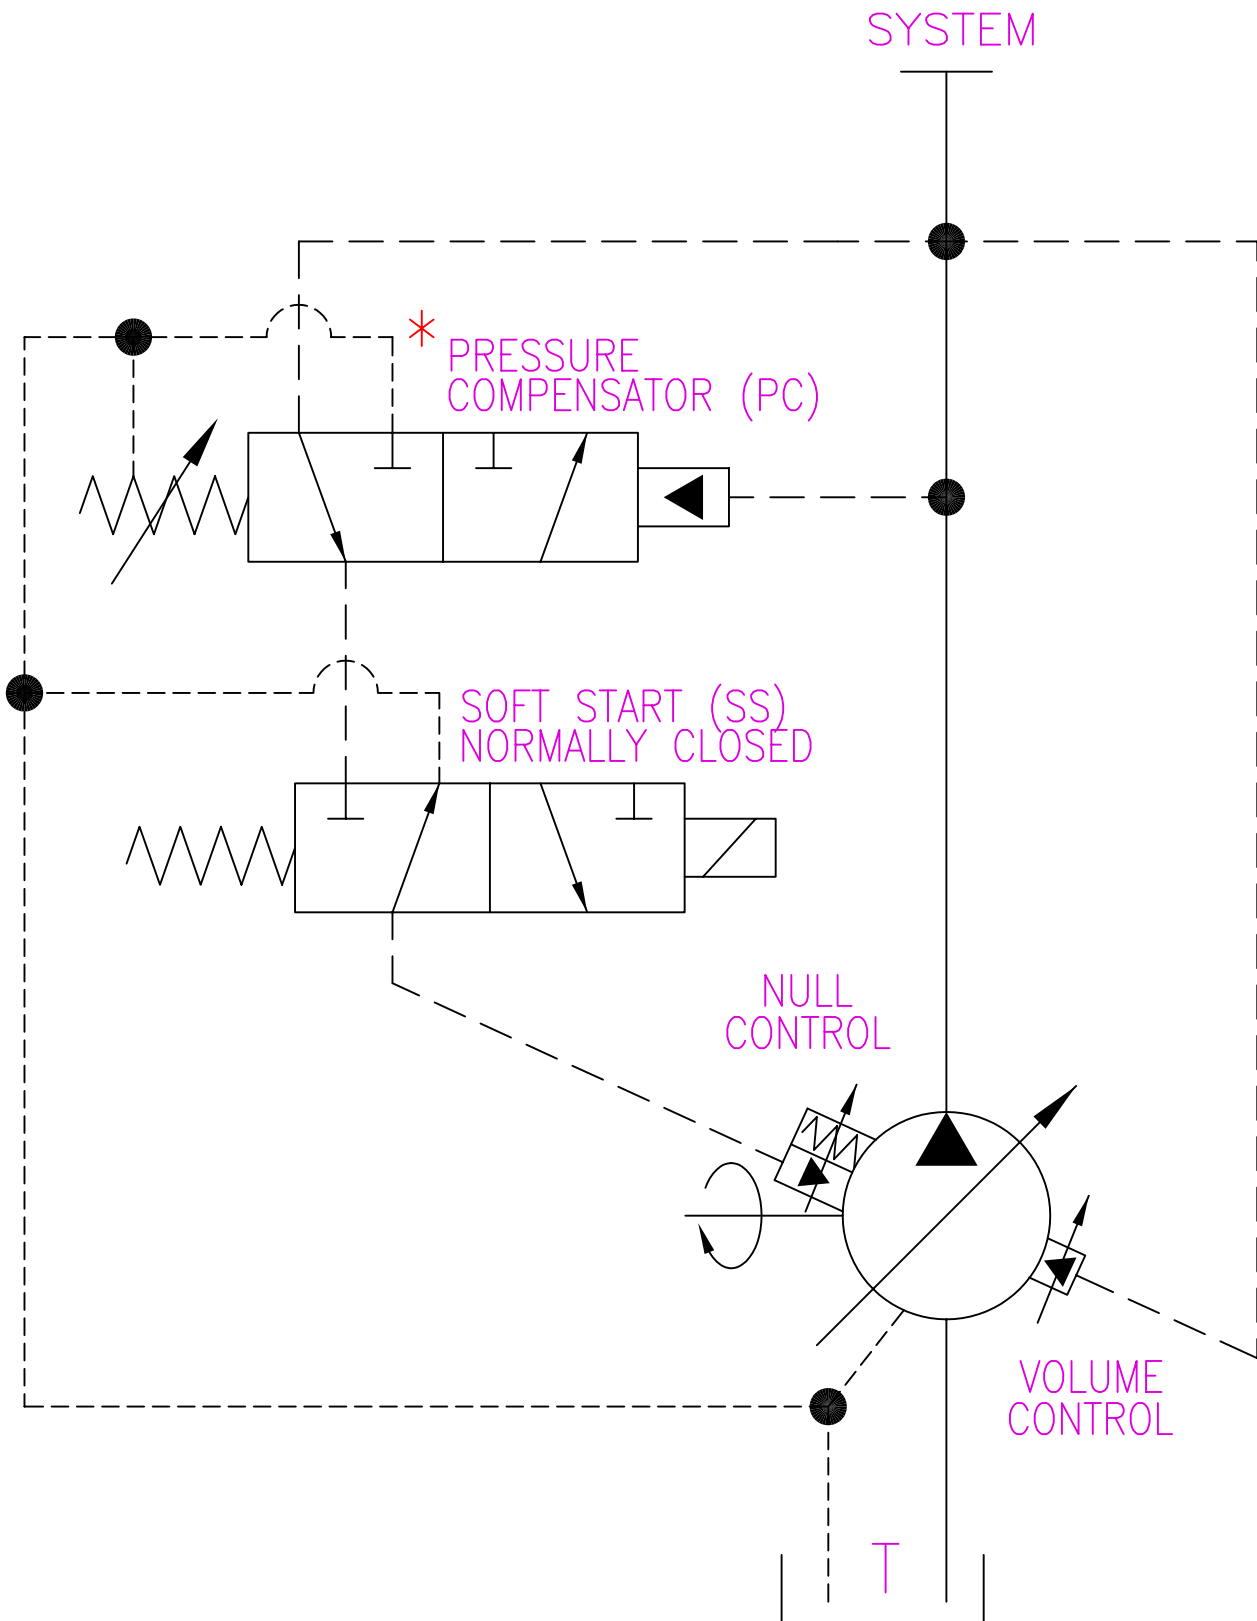 SYSTEM
*
PRESSURE
COMPENSATOR (PC)
SOFT START (SS)
NORMALLY CLOSED
NULL
CONTROL
VOLUME
CONTROL
T